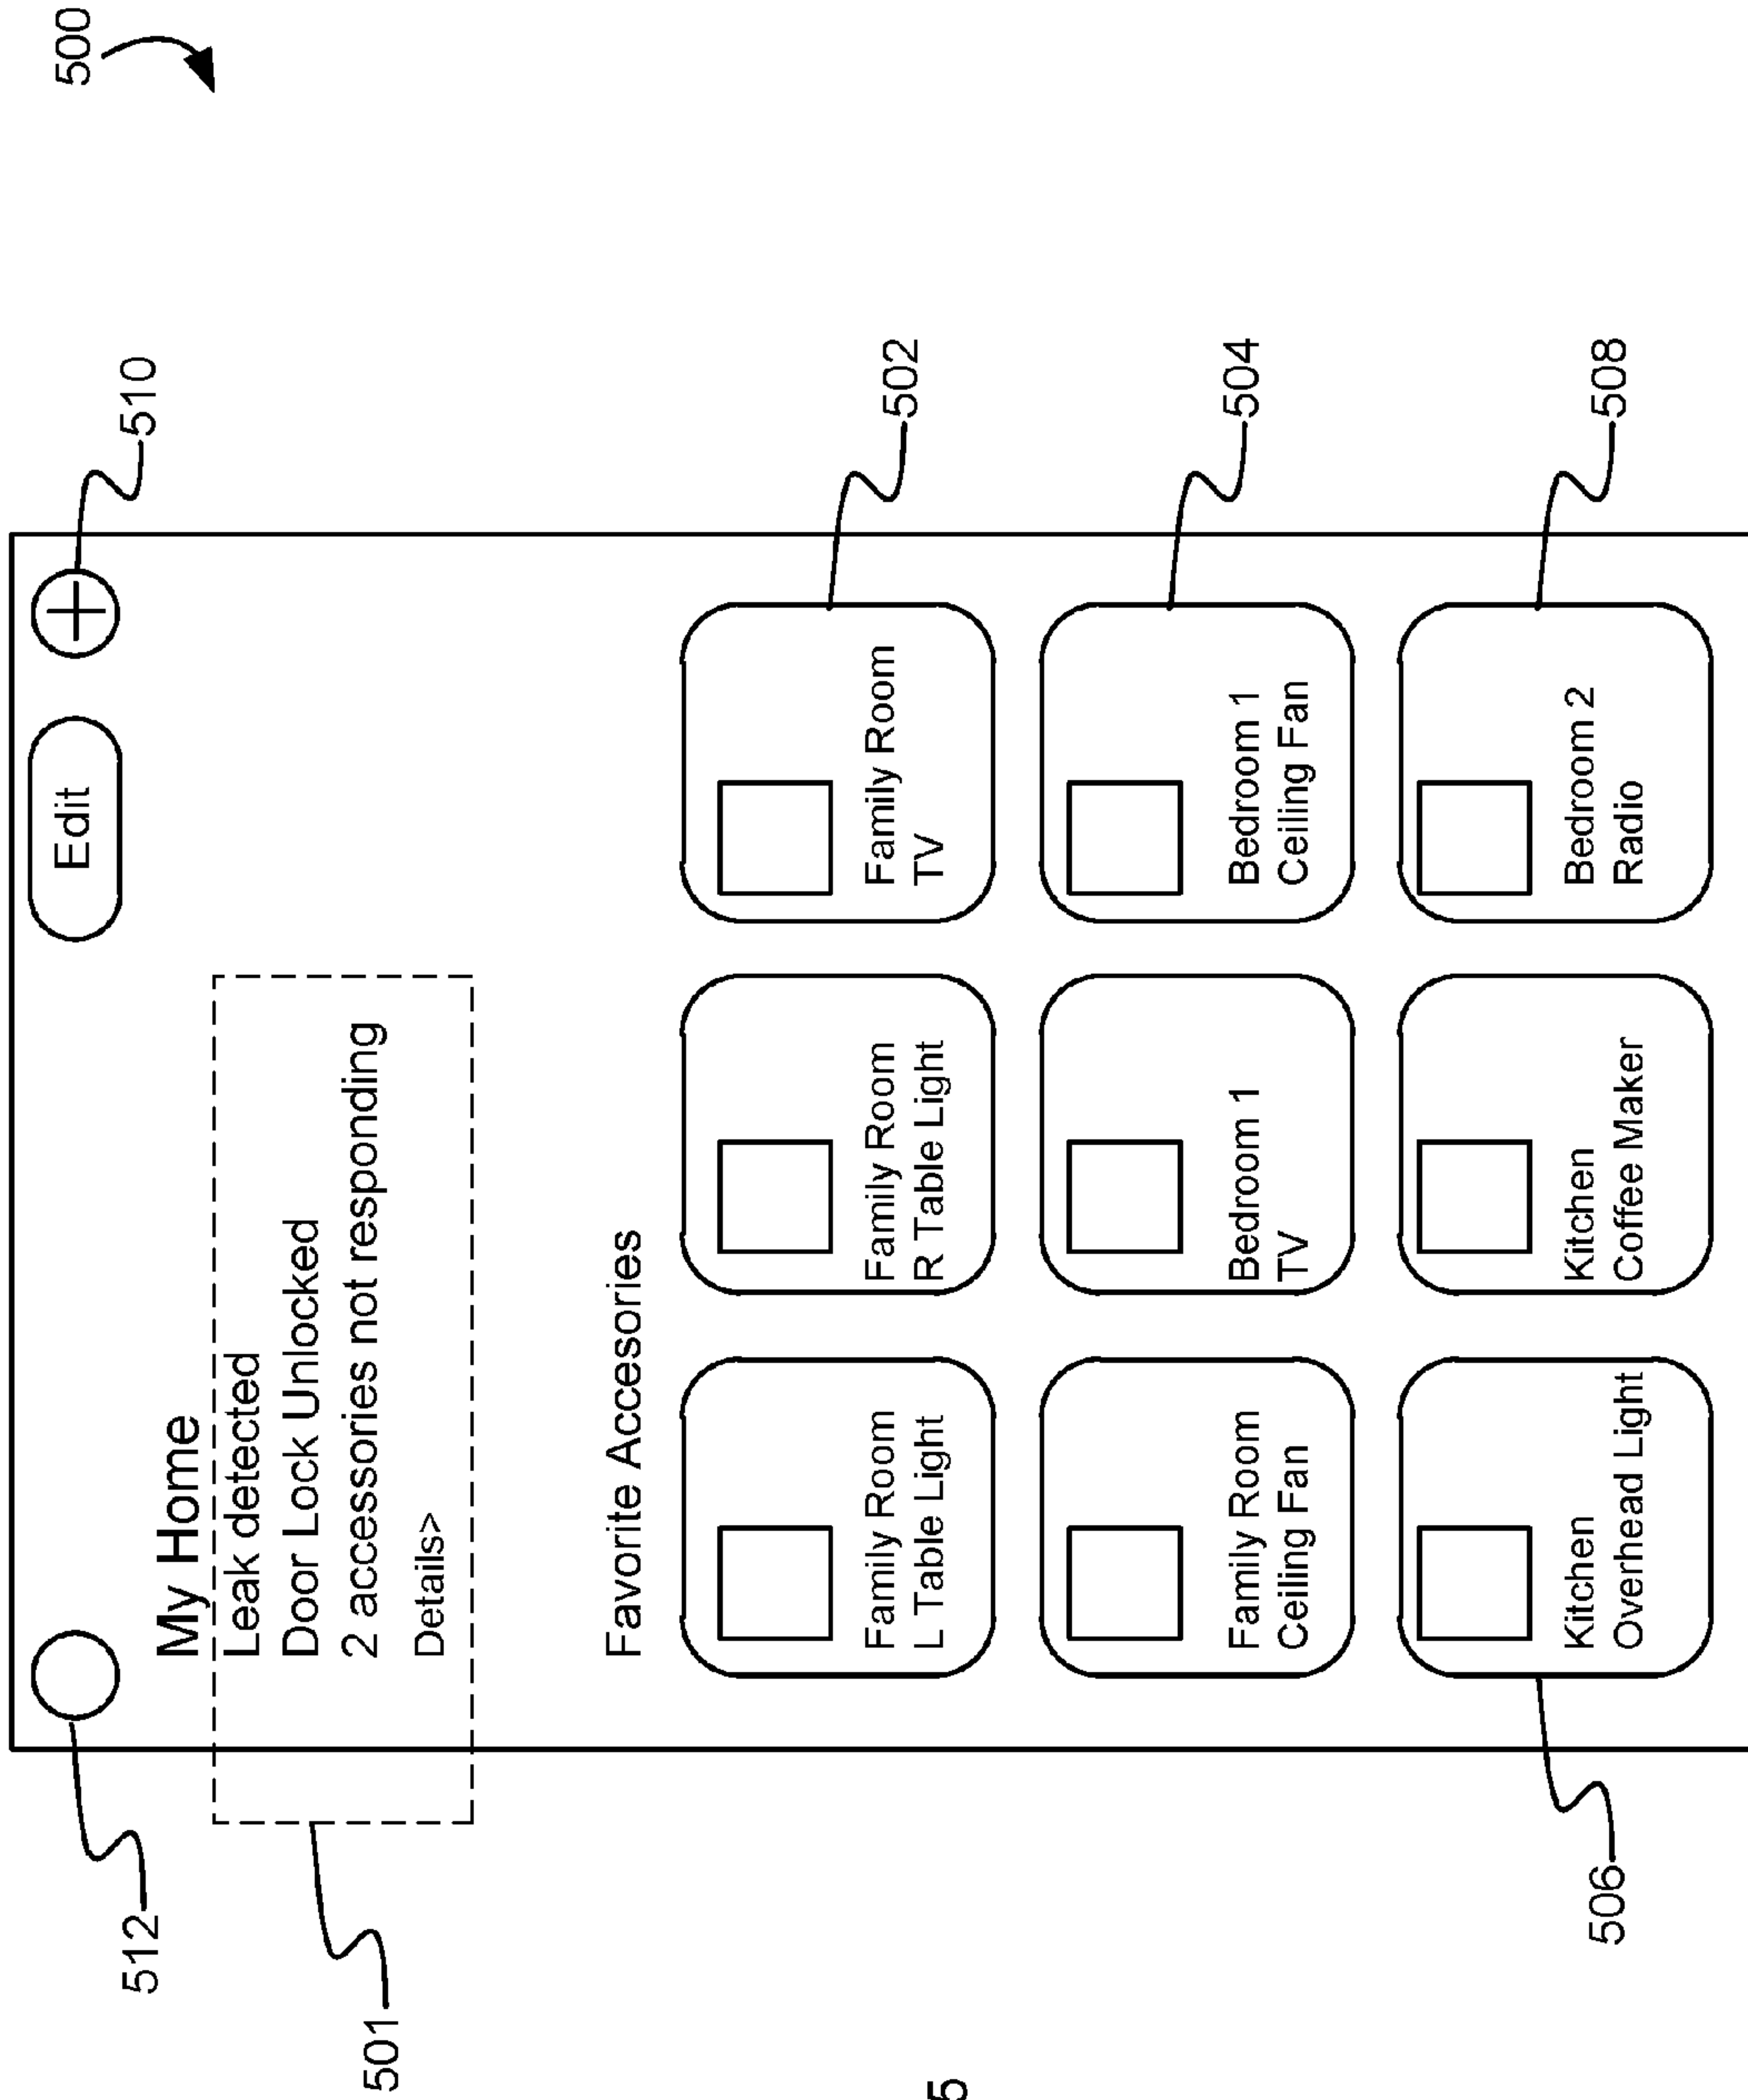 500
Edit
510
512
My Home
Leak detected
Door Lock Unlocked
2 accessories not responding
Details>
501
Favorite Accesories
Family Room
L Table Light
Family Room
R Table Light
Family Room
TV
502
Family Room
Ceiling Fan
Bedroom 1
TV
Bedroom 1
Ceiling Fan
504
Kitchen
Overhead Light
Kitchen
Coffee Maker
Bedroom 2
Radio
508
506
5